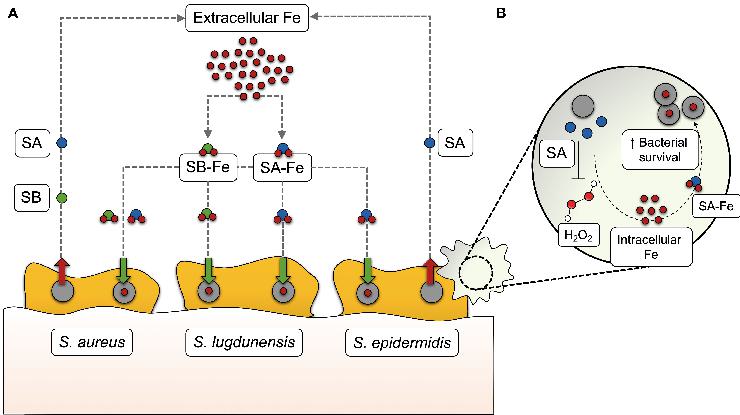 A
Extracellular Fe
SA
SB
SB-Fe
SA-Fe
SA
S. aureus
S. lugdunensis
S. epidermidis
B
SA
↑ Bacterial
survival
SA-Fe
H₂O₂
Intracellular
Fe